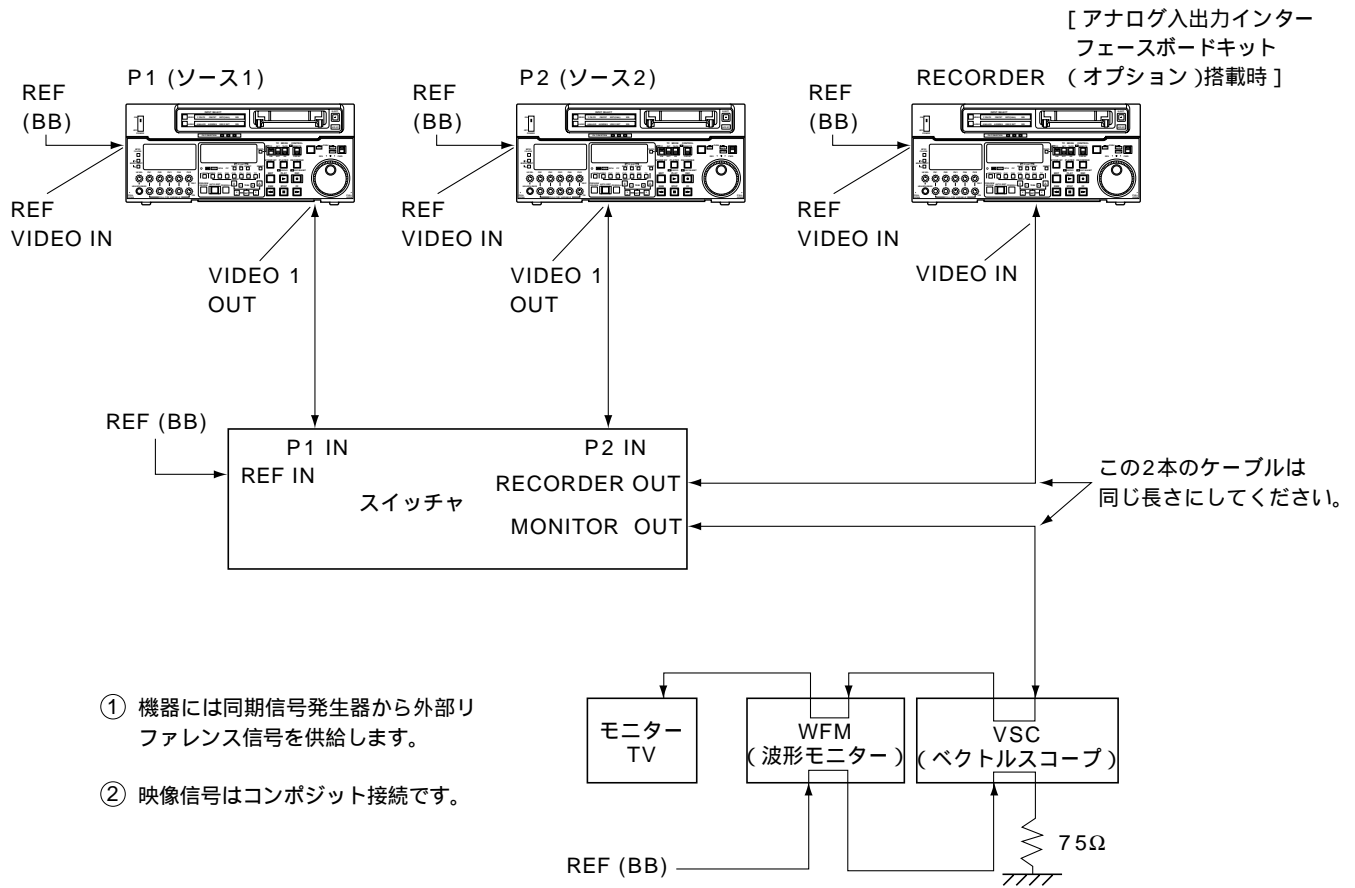 [アナログ入出力インター
フェースボードキット
(オプション)搭載時]
P1 (ソース1)
P2 (ソース2)
RECORDER
REF
(BB)
REF
(BB)
REF
(BB)
REF
VIDEO IN
REF
VIDEO IN
REF
VIDEO IN
VIDEO 1
OUT
VIDEO 1
OUT
VIDEO IN
REF (BB)
P1 IN
P2 IN
REF IN
RECORDER OUT
スイッチャ
MONITOR OUT
この2本のケーブルは
同じ長さにしてください。
① 機器には同期信号発生器から外部リ
ファレンス信号を供給します。
② 映像信号はコンポジット接続です。
モニター
TV
WFM
(波形モニター)
VSC
(ベクトルスコープ)
75Ω
REF (BB)